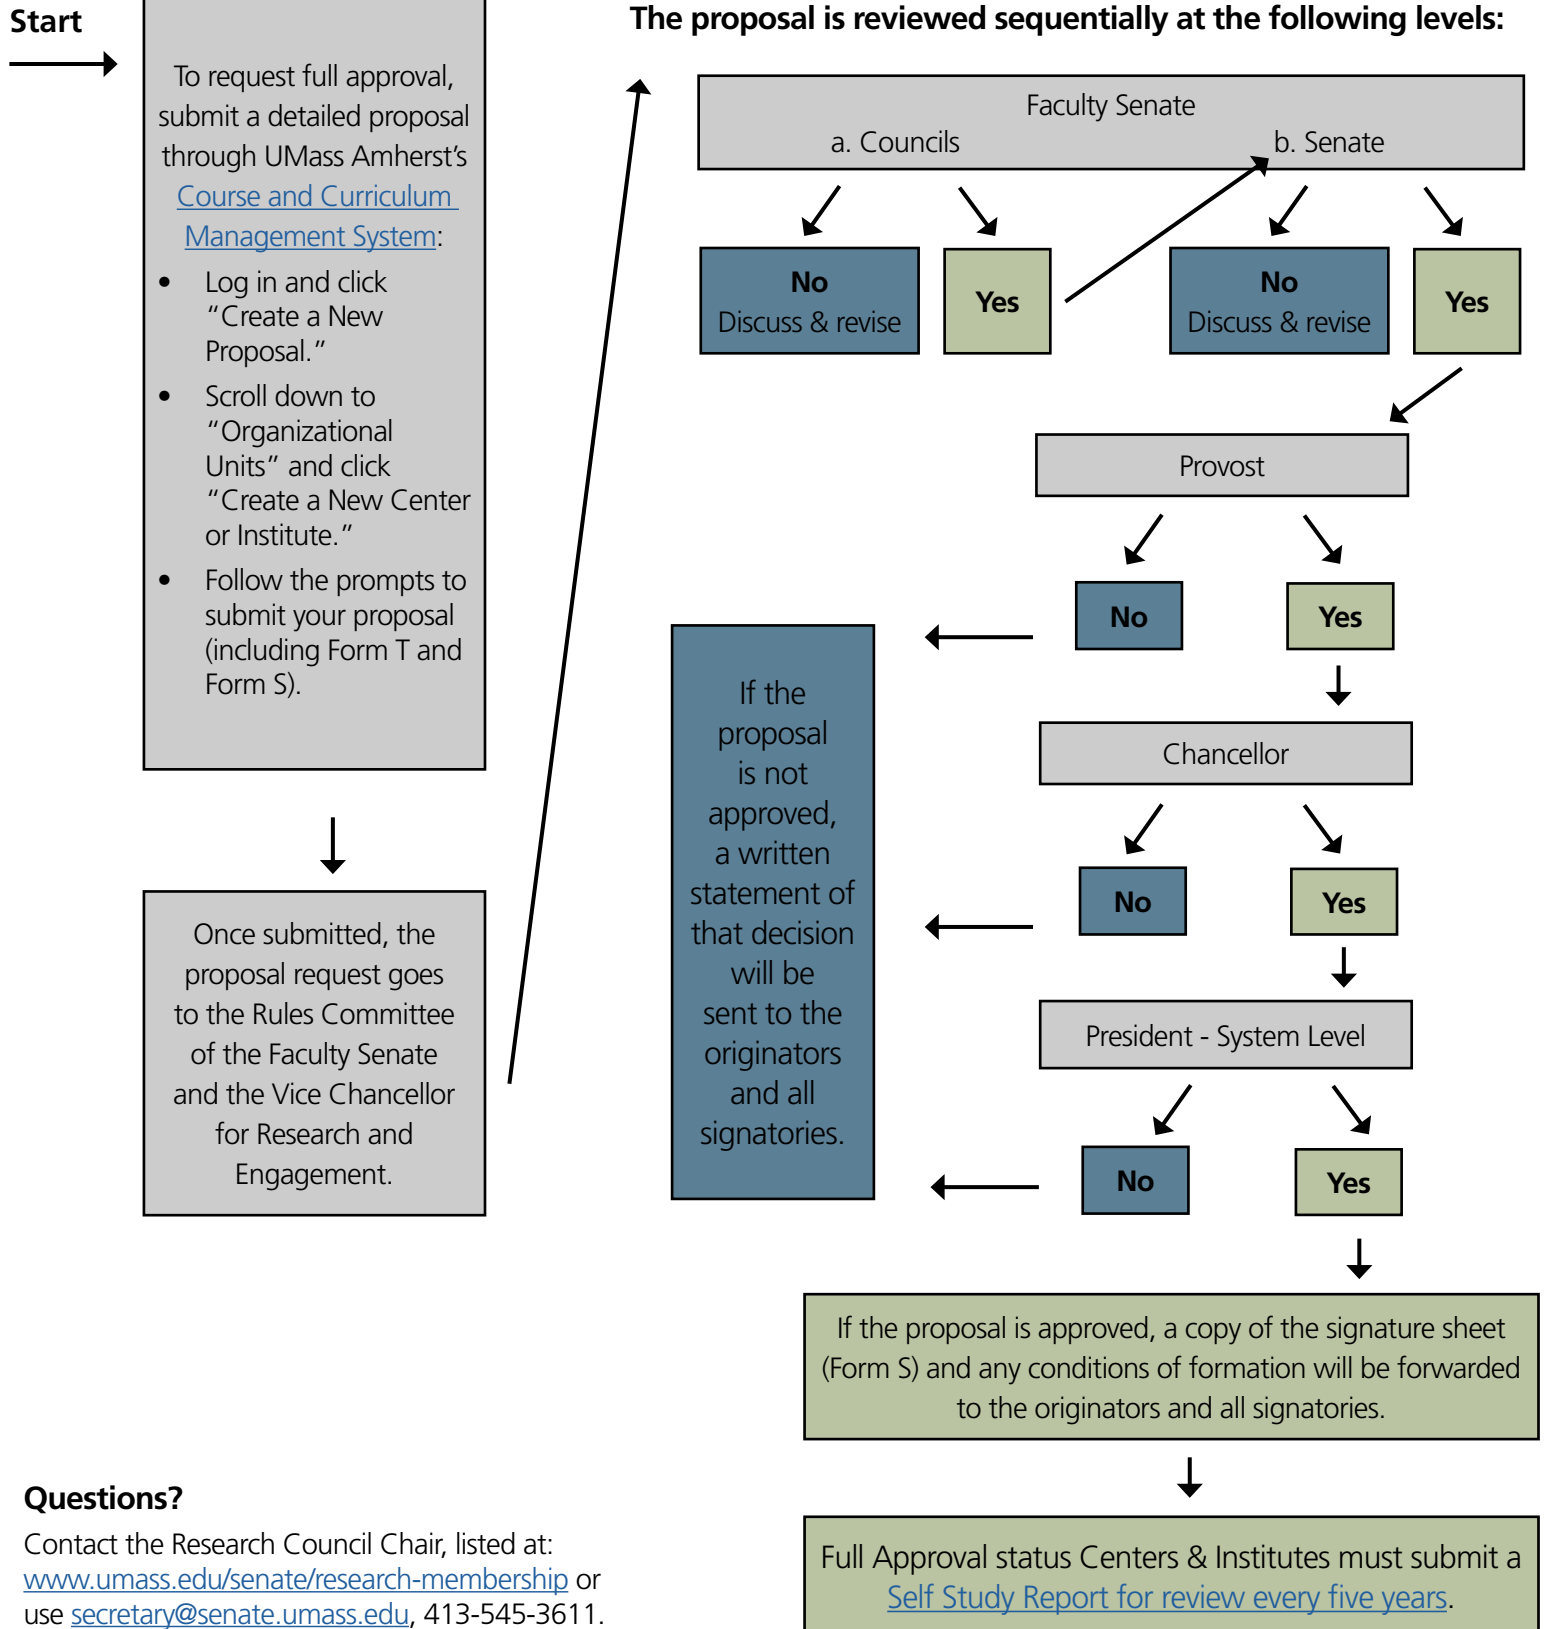 Start
To request full approval,
submit a detailed proposal
through UMass Amherst’s
Course and Curriculum
Management System:
• Log in and click
“Create a New
Proposal.”
• Scroll down to
“Organizational
Units” and click
“Create a New Center
or Institute.”
• Follow the prompts to
submit your proposal
(including Form T and
Form S).
Once submitted, the
proposal request goes
to the Rules Committee
of the Faculty Senate
and the Vice Chancellor
for Research and
Engagement.
The proposal is reviewed sequentially at the following levels:
Faculty Senate
a. Councils
b. Senate
No
Discuss & revise
Yes
No
Discuss & revise
Yes
Provost
No
Yes
Chancellor
No
Yes
President - System Level
No
Yes
If the
proposal
is not
approved,
a written
statement of
that decision
will be
sent to the
originators
and all
signatories.
If the proposal is approved, a copy of the signature sheet
(Form S) and any conditions of formation will be forwarded
to the originators and all signatories.
Full Approval status Centers & Institutes must submit a
Self Study Report for review every five years.
Questions?
Contact the Research Council Chair, listed at:
www.umass.edu/senate/research-membership or
use secretary@senate.umass.edu, 413-545-3611.